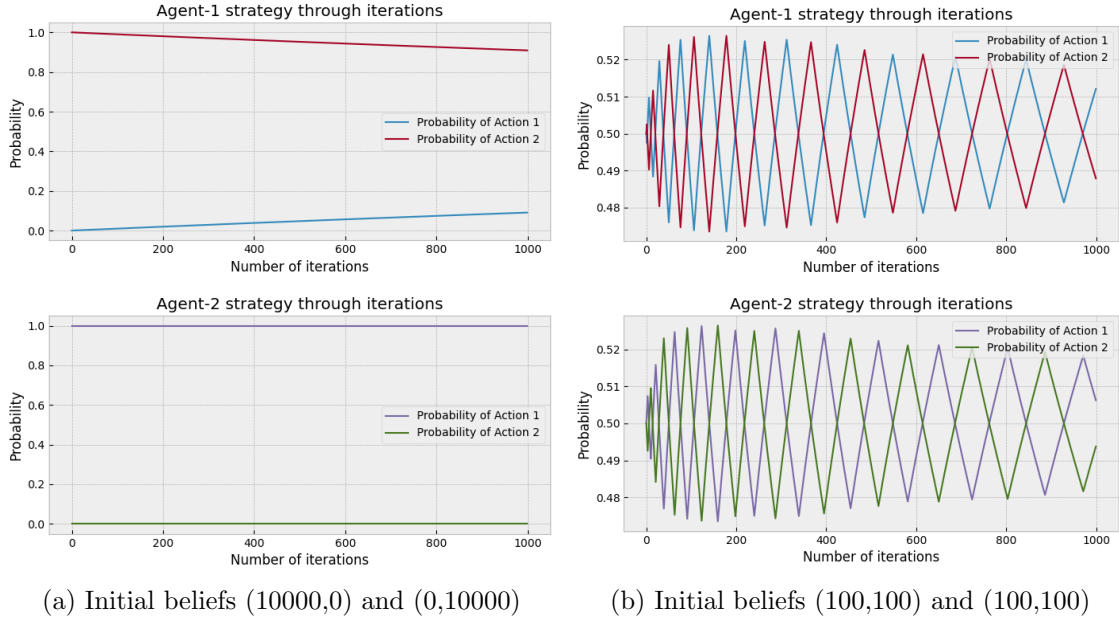 Agent-1 strategy through iterations
1.0
0.8
0.6
0.4
0.2
0.0
Probability
Probability of Action 1
Probability of Action 2
0 200 400 600 800 1000
Number of iterations
Agent-2 strategy through iterations
1.0
0.8
0.6
0.4
0.2
0.0
Probability
Probability of Action 1
Probability of Action 2
0 200 400 600 800 1000
Number of iterations
(a) Initial beliefs (10000,0) and (0,10000)
Agent-1 strategy through iterations
0.52
0.51
0.50
0.49
0.48
Probability
Probability of Action 1
Probability of Action 2
0 200 400 600 800 1000
Number of iterations
Agent-2 strategy through iterations
0.52
0.51
0.50
0.49
0.48
Probability
Probability of Action 1
Probability of Action 2
0 200 400 600 800 1000
Number of iterations
(b) Initial beliefs (100,100) and (100,100)